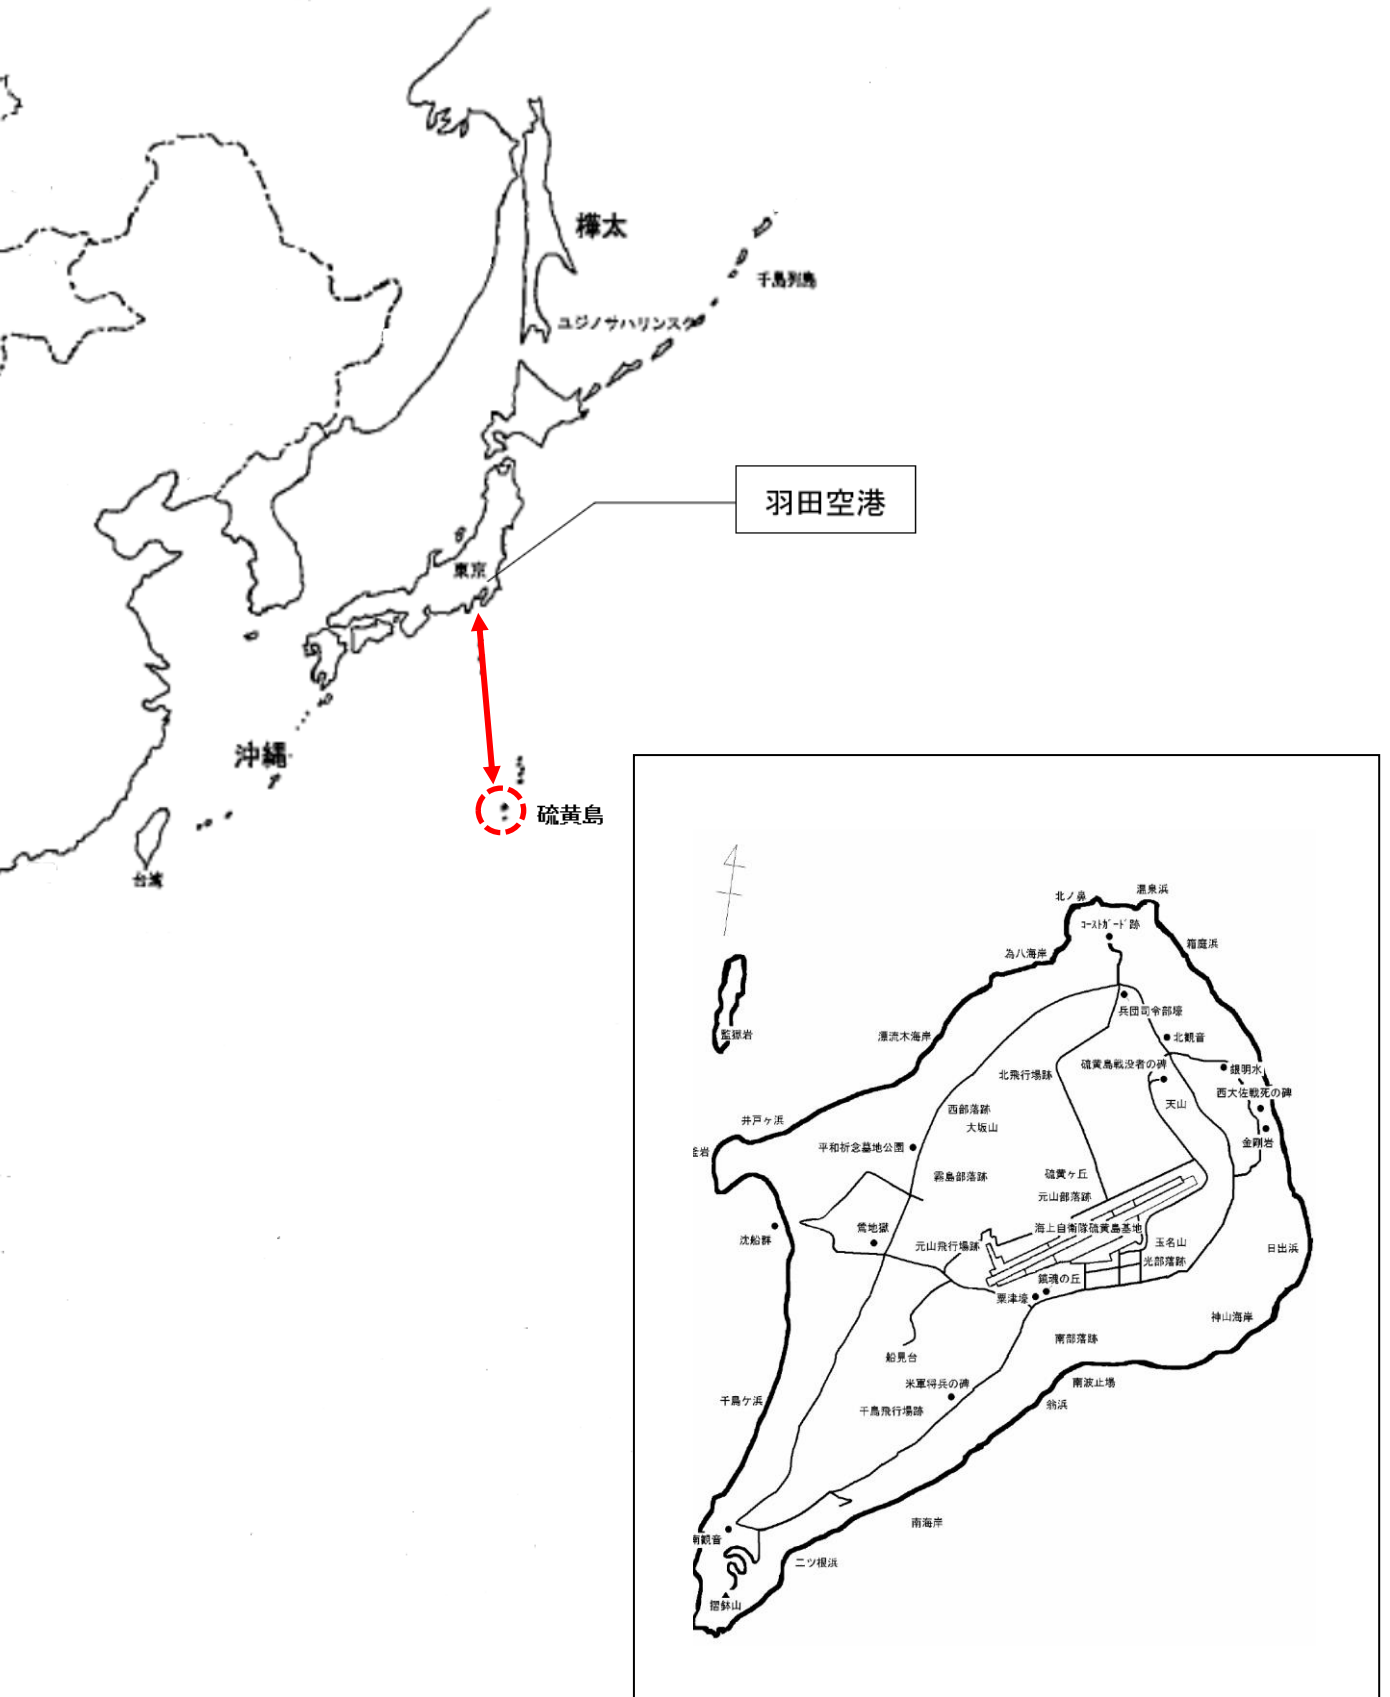 樺太
千島列島
ユジノサハリンスク
羽田空港
東京
沖縄
硫黄島
台湾
北ノ鼻
温泉浜
コーストガード跡
箱庭浜
為八海岸
兵団司令部壕
監獄岩
漂流木海岸
北観音
硫黄島戦没者の碑
銀明水
北飛行場跡
西大佐戦死の碑
天山
西部落跡
井戸ヶ浜
大坂山
金剛岩
平和祈念墓地公園
釜岩
硫黄ヶ丘
霧島部落跡
元山部落跡
鶯地獄
海上自衛隊硫黄島基地
沈船群
元山飛行場跡
玉名山
日出浜
光部落跡
鎮魂の丘
粟津壕
神山海岸
南部落跡
船見台
米軍将兵の碑
南波止場
千鳥ケ浜
翁浜
千鳥飛行場跡
南海岸
南観音
二ツ根浜
摺鉢山